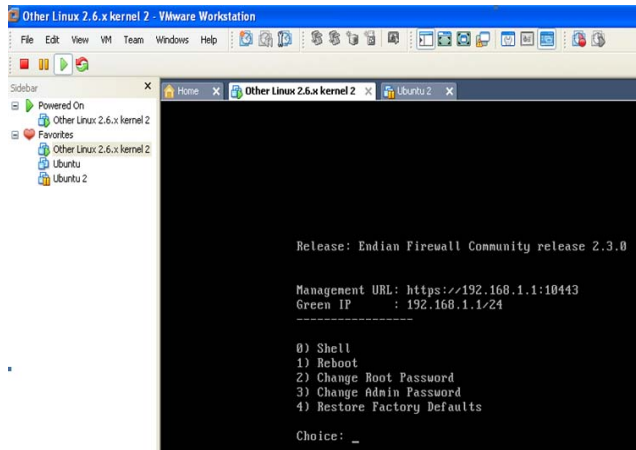 Other Linux 2.6.x kernel 2 - VMware Workstation
File Edit View VM Team Windows Help
Sidebar x
Home x Other Linux 2.6.x kernel 2 x Ubuntu 2 x
Powered On
Other Linux 2.6.x kernel 2
Favorites
Other Linux 2.6.x kernel 2
Ubuntu
Ubuntu 2
Release: Endian Firewall Community release 2.3.0
Management URL: https://192.168.1.1:10443
Green IP : 192.168.1.1/24
-----------------
0) Shell
1) Reboot
2) Change Root Password
3) Change Admin Password
4) Restore Factory Defaults
Choice: _